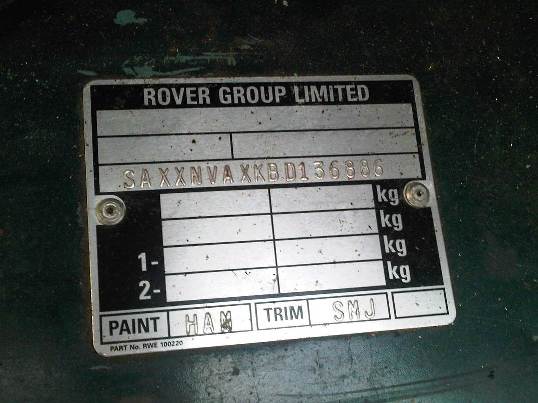 ROVER GROUP LIMITED
SAXXNVAXKBD136886
kg
kg
1- kg
2- kg
PAINT HAM TRIM SMJ
PART No. RWE 100220